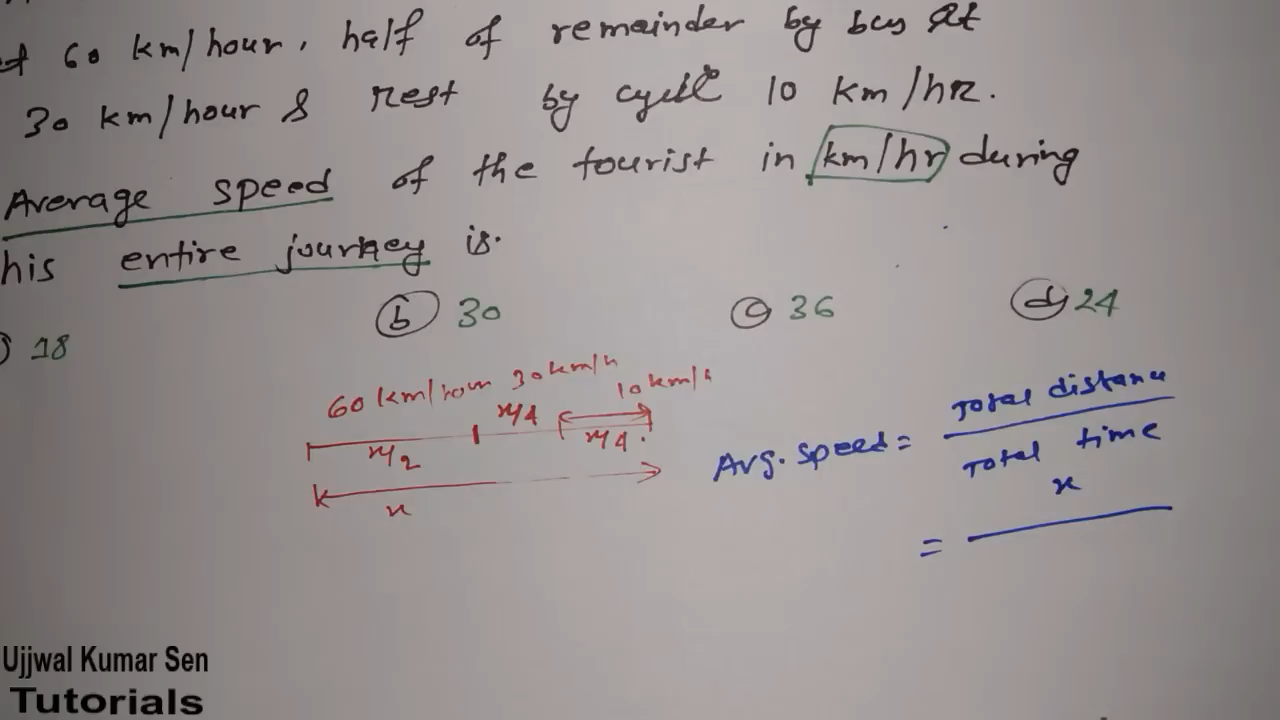 at 60 km/hour, half of remainder by bus at
30 km/hour & rest by cycle 10 km/hr.
Average speed of the tourist in km/hr during
his entire journey is.
) 18 (b) 30 (c) 36 (d) 24
60 km/hour 30 km/h 10 km/h
x/2 x/4 x/4.
x
Avg. speed = Total distance
Total time
= x
Ujjwal Kumar Sen
Tutorials